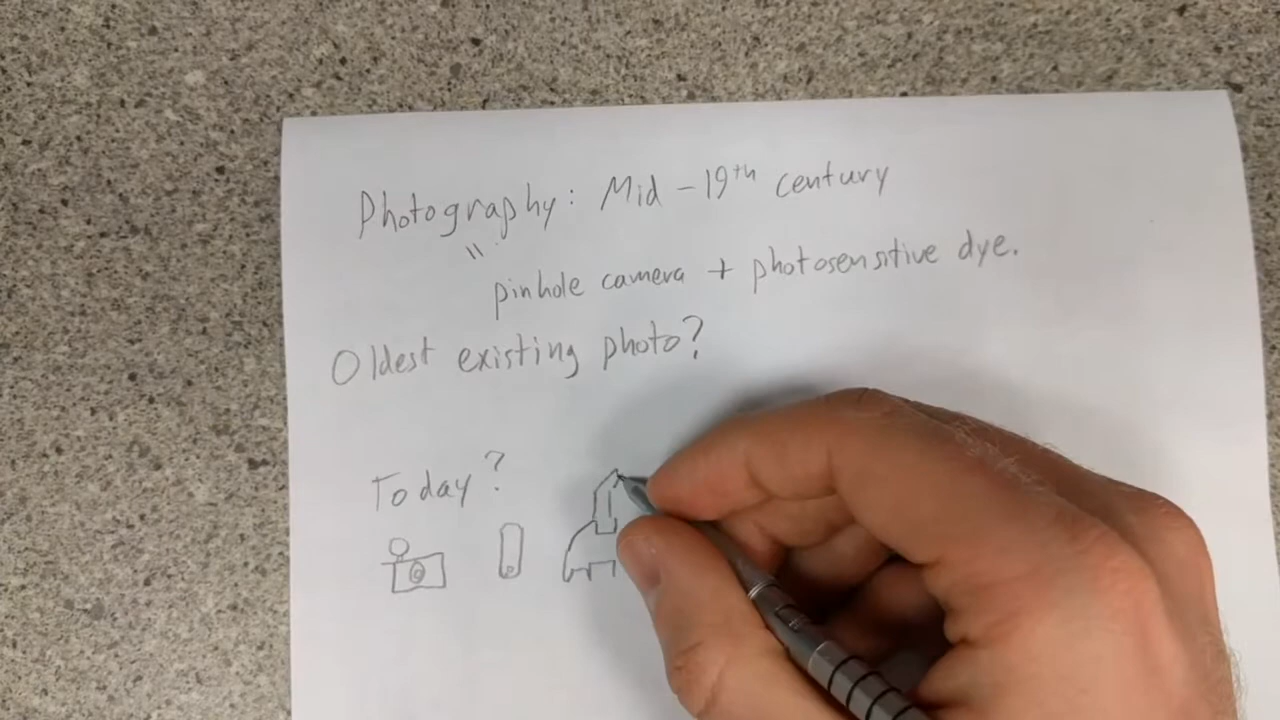 Photography: Mid-19th century
"
pinhole camera + photosensitive dye.
Oldest existing photo?
Today?